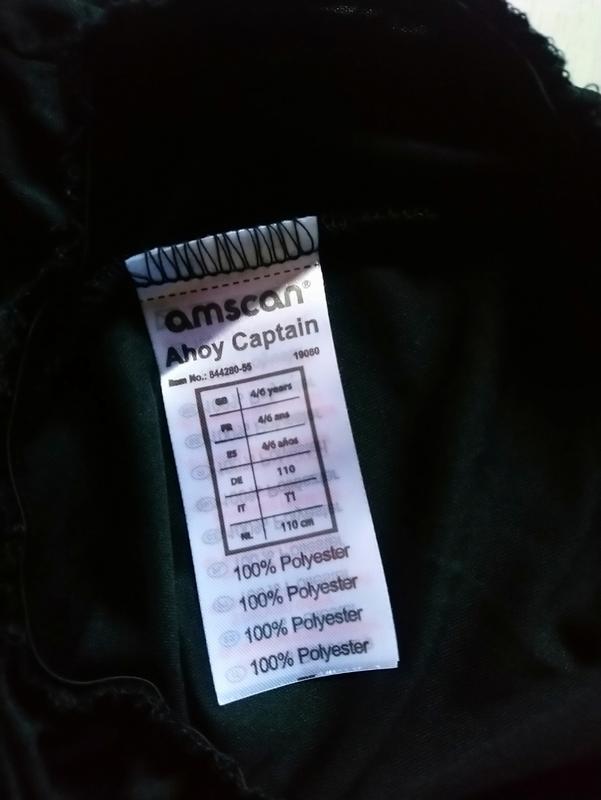 amscan®
Ahoy Captain
Item No.: 844280-55 19060
GB 4/6 years
FR 4/6 ans
ES 4/6 años
DE 110
IT T1
NL 110 cm
100% Polyester
100% Polyester
100% Polyester
100% Polyester